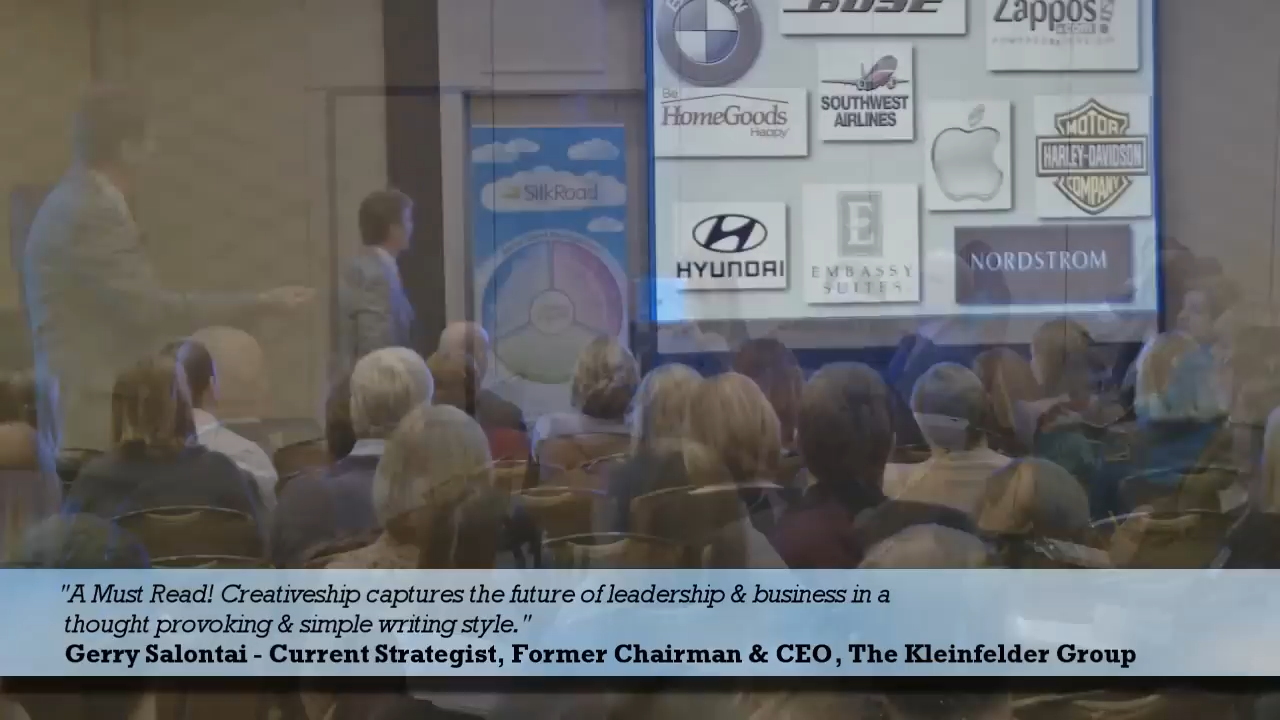 BOSE
Zappos
.com
Be
HomeGoods
Happy
SOUTHWEST
AIRLINES
MOTOR
HARLEY-DAVIDSON
COMPANY
SilkRoad
HYUNDAI
E
EMBASSY
SUITES
NORDSTROM
"A Must Read! Creativeship captures the future of leadership & business in a
thought provoking & simple writing style."
Gerry Salontai - Current Strategist, Former Chairman & CEO, The Kleinfelder Group